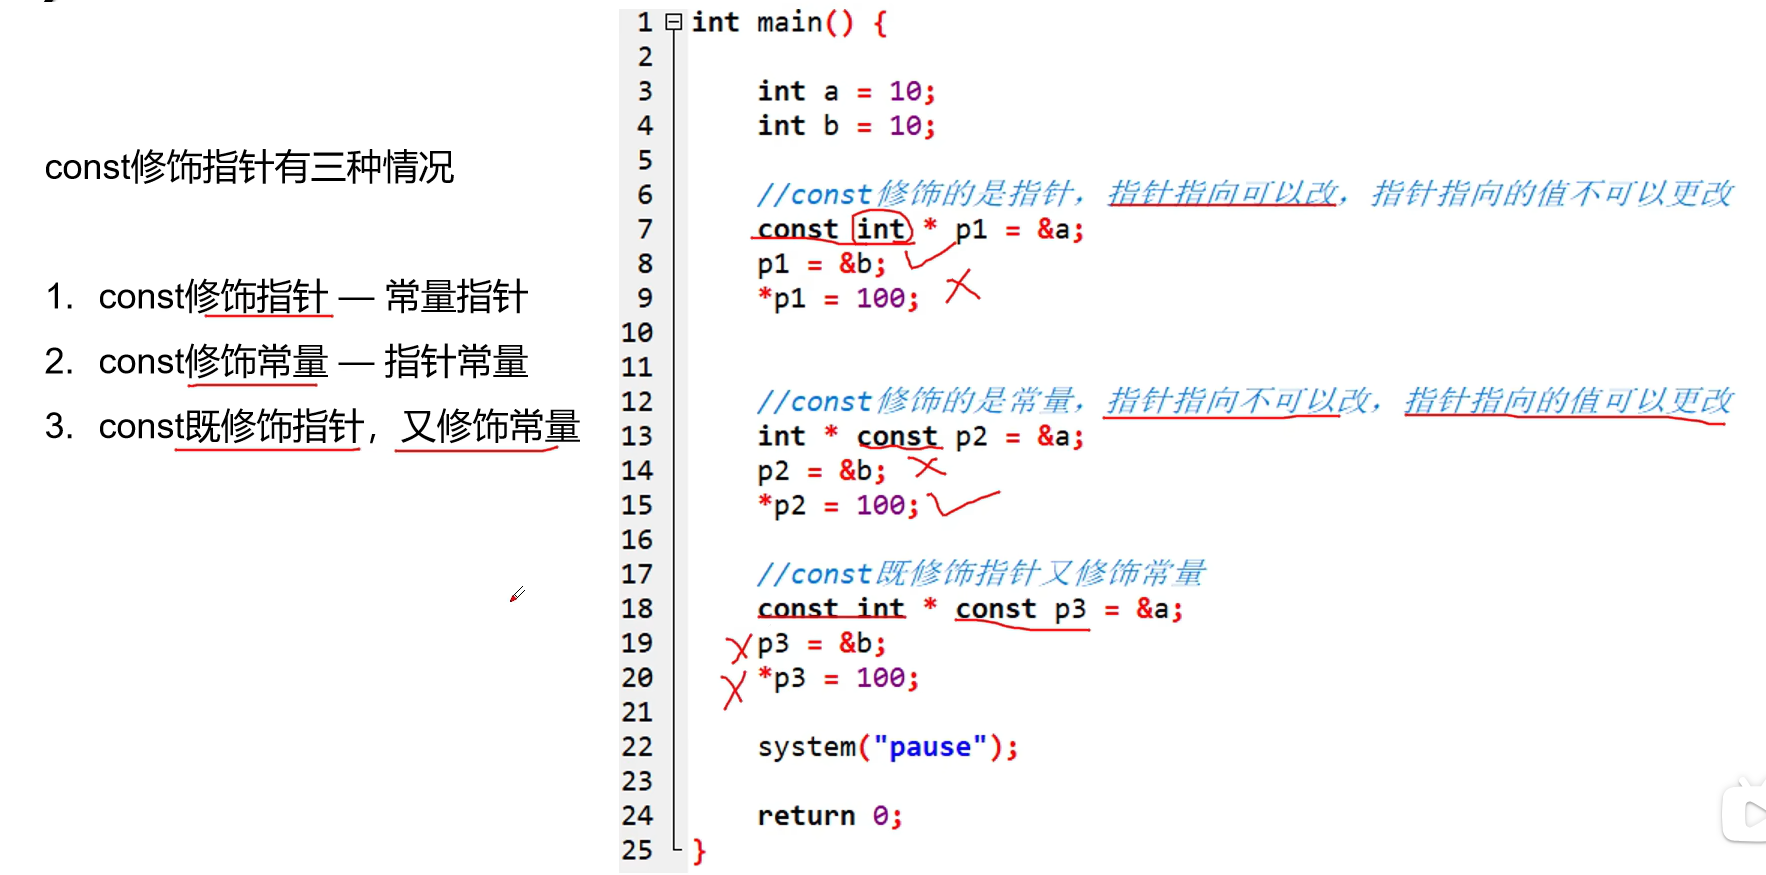 const修饰指针有三种情况
1. const修饰指针 — 常量指针
2. const修饰常量 — 指针常量
3. const既修饰指针，又修饰常量
1 int main() {
2
3 int a = 10;
4 int b = 10;
5
6 //const修饰的是指针，指针指向可以改，指针指向的值不可以更改
7 const int * p1 = &a;
8 p1 = &b;
9 *p1 = 100;
10
11
12 //const修饰的是常量，指针指向不可以改，指针指向的值可以更改
13 int * const p2 = &a;
14 p2 = &b;
15 *p2 = 100;
16
17 //const既修饰指针又修饰常量
18 const int * const p3 = &a;
19 p3 = &b;
20 *p3 = 100;
21
22 system("pause");
23
24 return 0;
25 }